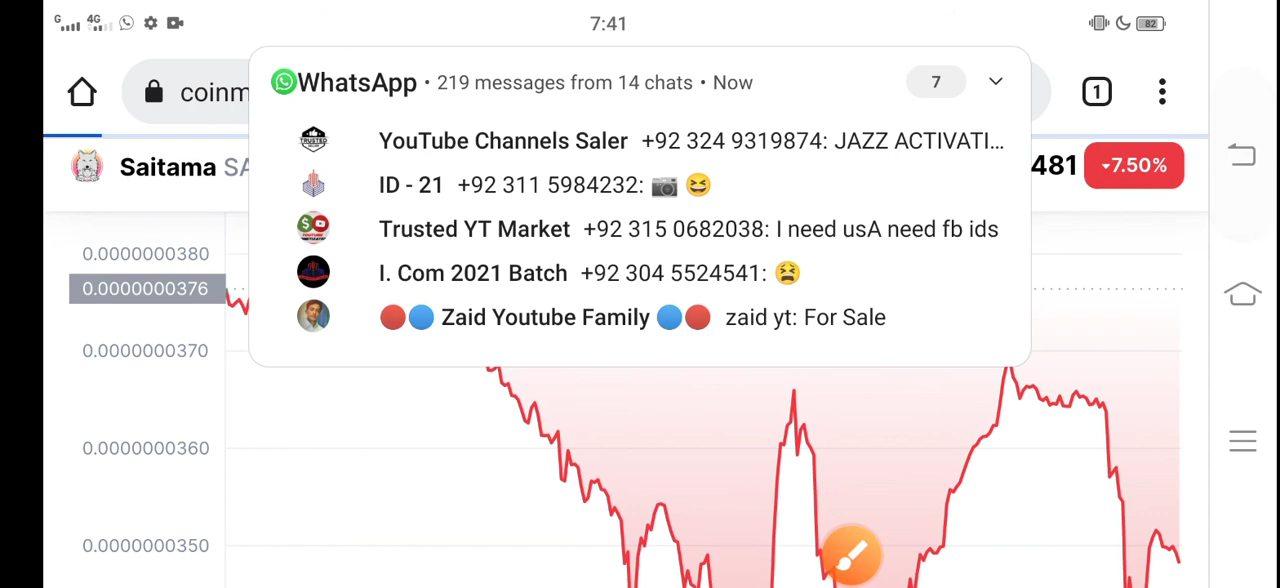 G 4G 7:41 82
coinm 1
WhatsApp • 219 messages from 14 chats • Now 7
YouTube Channels Saler +92 324 9319874: JAZZ ACTIVATI...
Saitama SA 481 7.50%
ID - 21 +92 311 5984232: 📷 😆
Trusted YT Market +92 315 0682038: I need usA need fb ids
0.0000000380
I. Com 2021 Batch +92 304 5524541: 😫
0.0000000376
🔴🔵 Zaid Youtube Family 🔵🔴 zaid yt: For Sale
0.0000000370
0.0000000360
0.0000000350